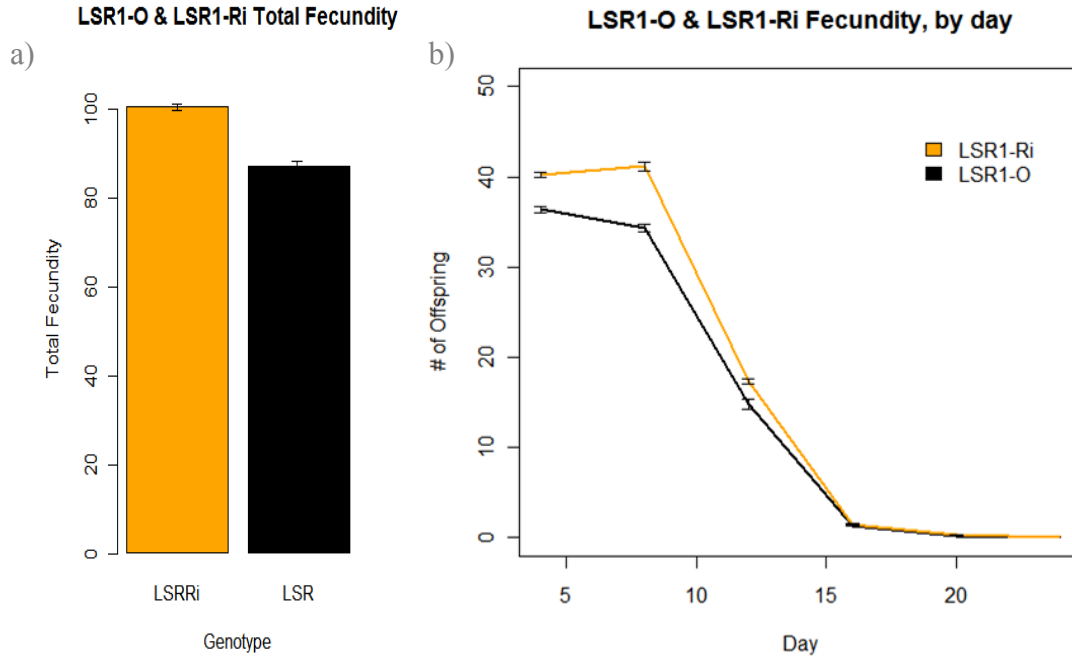 LSR1-O & LSR1-Ri Total Fecundity
a)
100
80
60
40
20
0
Total Fecundity
LSRRi
LSR
Genotype
LSR1-O & LSR1-Ri Fecundity, by day
b)
50
40
30
20
10
0
# of Offspring
LSR1-Ri
LSR1-O
5
10
15
20
Day